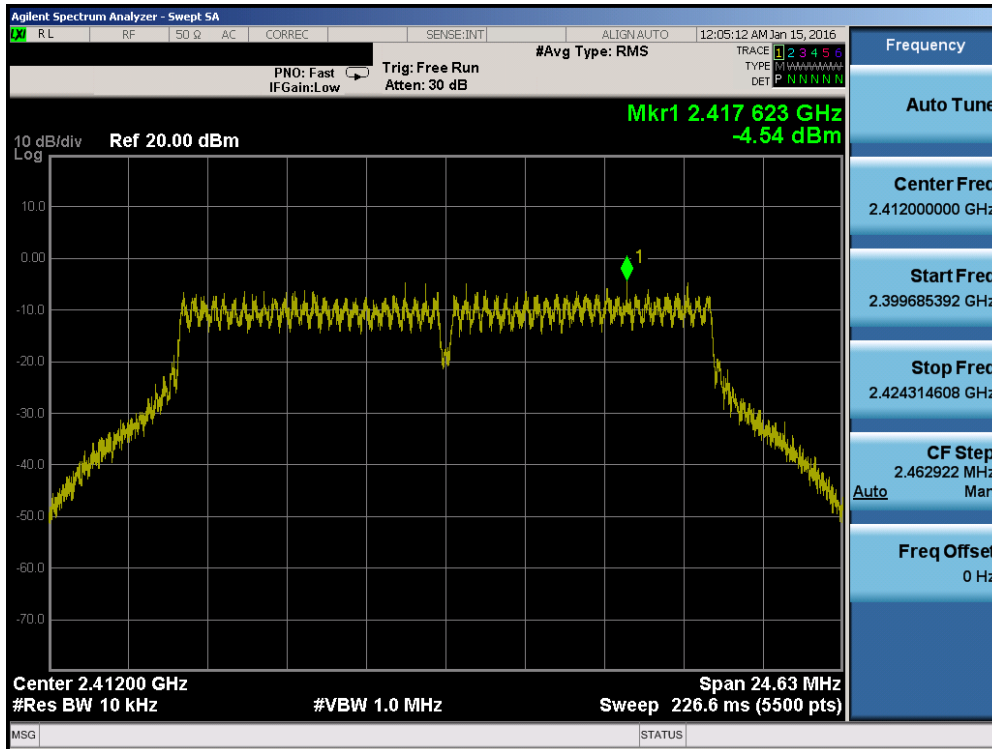 Agilent Spectrum Analyzer - Swept SA
LXI RL RF 50 Ω AC CORREC SENSE:INT ALIGN AUTO 12:05:12 AM Jan 15, 2016
#Avg Type: RMS TRACE 1 2 3 4 5 6
PNO: Fast Trig: Free Run TYPE M
IFGain:Low Atten: 30 dB DET P N N N N N
Mkr1 2.417 623 GHz
10 dB/div Ref 20.00 dBm -4.54 dBm
Log
10.0
1
0.00
-10.0
-20.0
-30.0
-40.0
-50.0
-60.0
-70.0
Center 2.41200 GHz Span 24.63 MHz
#Res BW 10 kHz #VBW 1.0 MHz Sweep 226.6 ms (5500 pts)
MSG STATUS
Frequency
Auto Tune
Center Freq
2.412000000 GHz
Start Freq
2.399685392 GHz
Stop Freq
2.424314608 GHz
CF Step
2.462922 MHz
Auto Man
Freq Offset
0 Hz